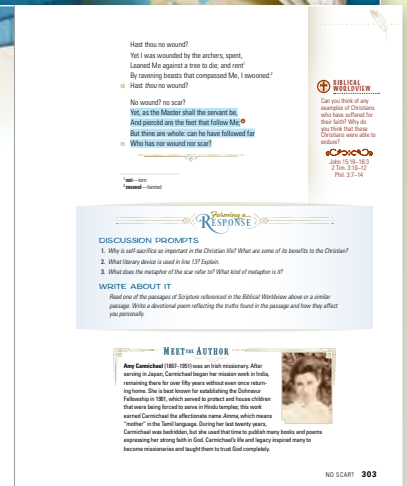 Hast thou no wound?
Yet I was wounded by the archers, spent,
Leaned Me against a tree to die; and rent¹
By ravening beasts that compassed Me, I swooned:²
10 Hast thou no wound?
No wound? no scar?
Yet, as the Master shall the servant be,
And piercèd are the feet that follow Me;
But thine are whole: can he have followed far
15 Who has nor wound nor scar?
¹rent—torn
²swooned—fainted
BIBLICAL
WORLDVIEW
Can you think of any
examples of Christians
who have suffered for
their faith? Why do
you think that those
Christians were able to
endure?
John 15:18–16:3
2 Tim. 3:10–12
Phil. 3:7–14
Forming a...
RESPONSE
DISCUSSION PROMPTS
1. Why is self-sacrifice so important in the Christian life? What are some of its benefits to the Christian?
2. What literary device is used in line 13? Explain.
3. What does the metaphor of the scar refer to? What kind of metaphor is it?
WRITE ABOUT IT
Read one of the passages of Scripture referenced in the Biblical Worldview above or a similar
passage. Write a devotional poem reflecting the truths found in the passage and how they affect
you personally.
MEET THE AUTHOR
Amy Carmichael (1867–1951) was an Irish missionary. After
serving in Japan, Carmichael began her mission work in India,
remaining there for over fifty years without even once return-
ing home. She is best known for establishing the Dohnavur
Fellowship in 1901, which served to protect and house children
that were being forced to serve in Hindu temples; this work
earned Carmichael the affectionate name Amma, which means
"mother" in the Tamil language. During her last twenty years,
Carmichael was bedridden, but she used that time to publish many books and poems
expressing her strong faith in God. Carmichael's life and legacy inspired many to
become missionaries and taught them to trust God completely.
NO SCAR? 303